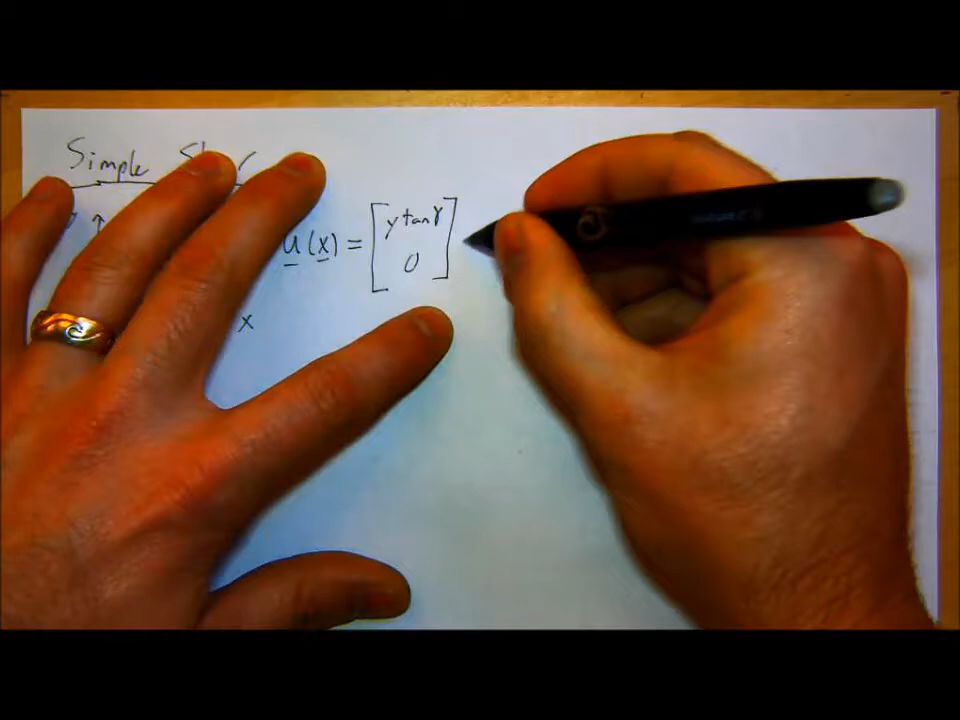 Simple
u(x) = [ y tan γ
0 ]
x